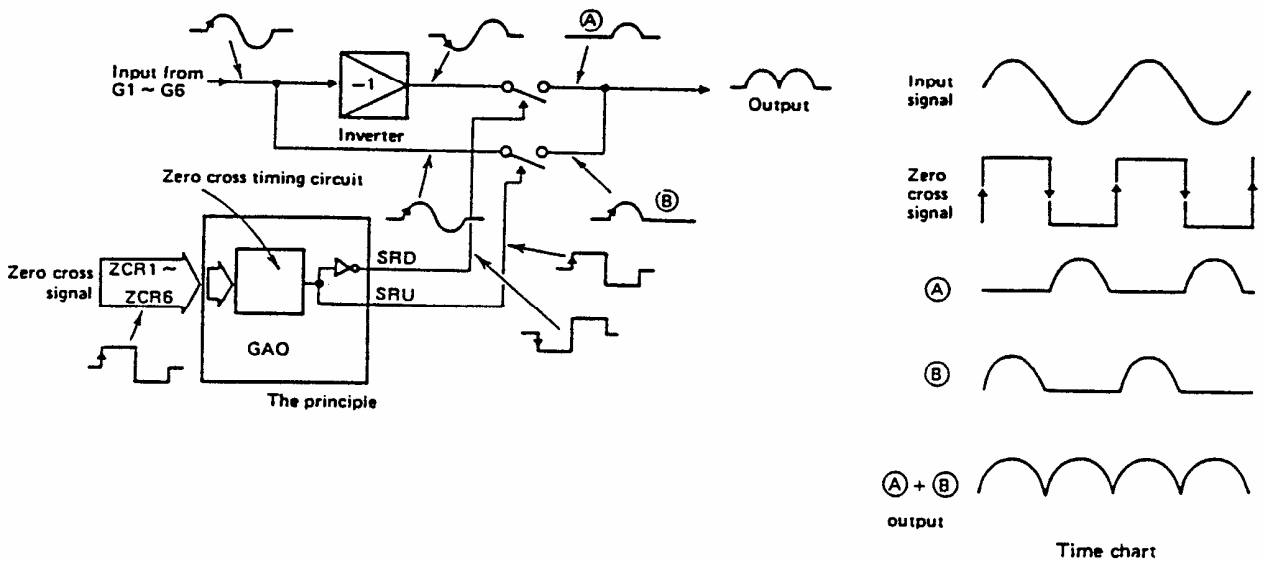 Input from
G1 ~ G6
−1
Inverter
Ⓐ
Output
Ⓑ
Zero cross timing circuit
Zero cross
signal
ZCR1 ~
ZCR6
SRD
SRU
GAO
The principle
Input
signal
Zero
cross
signal
Ⓐ
Ⓑ
Ⓐ + Ⓑ
output
Time chart